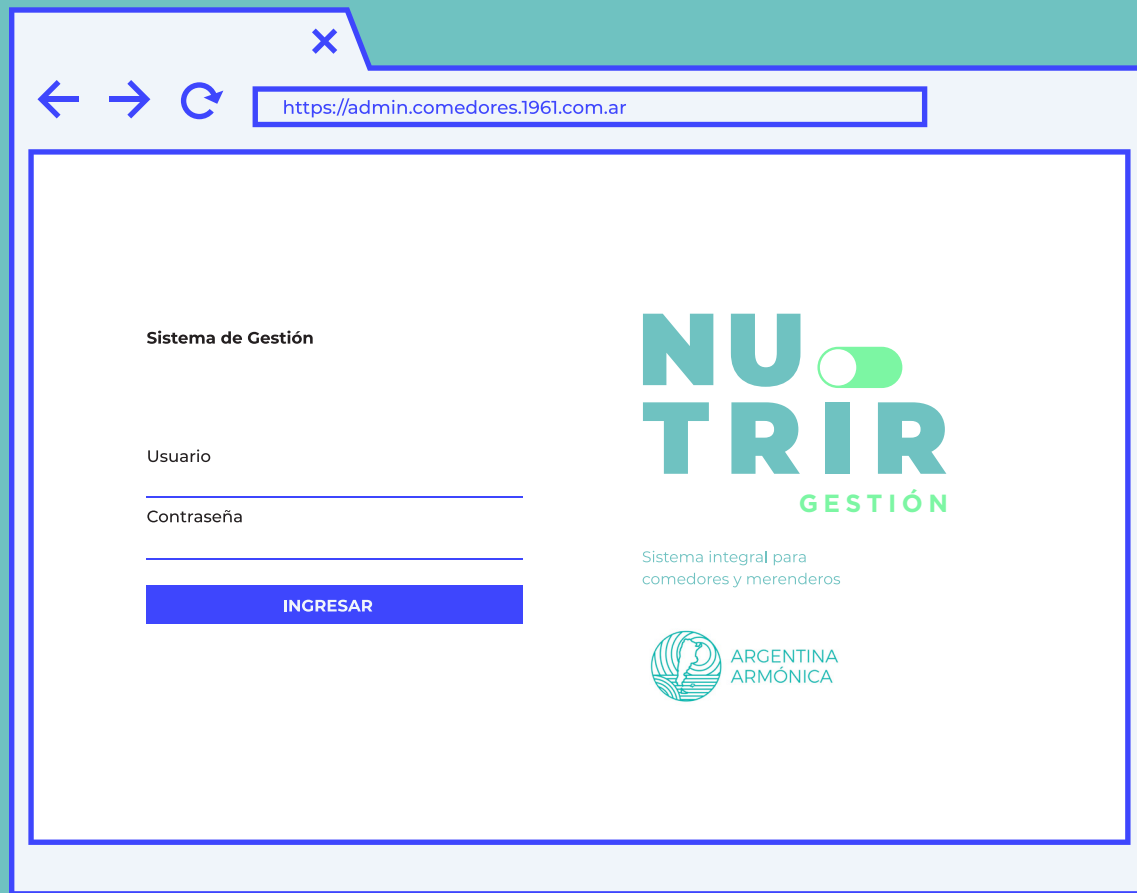 https://admin.comedores.1961.com.ar
Sistema de Gestión
Usuario
Contraseña
INGRESAR
NU
TRIR
GESTIÓN
Sistema integral para
comedores y merenderos
ARGENTINA
ARMÓNICA